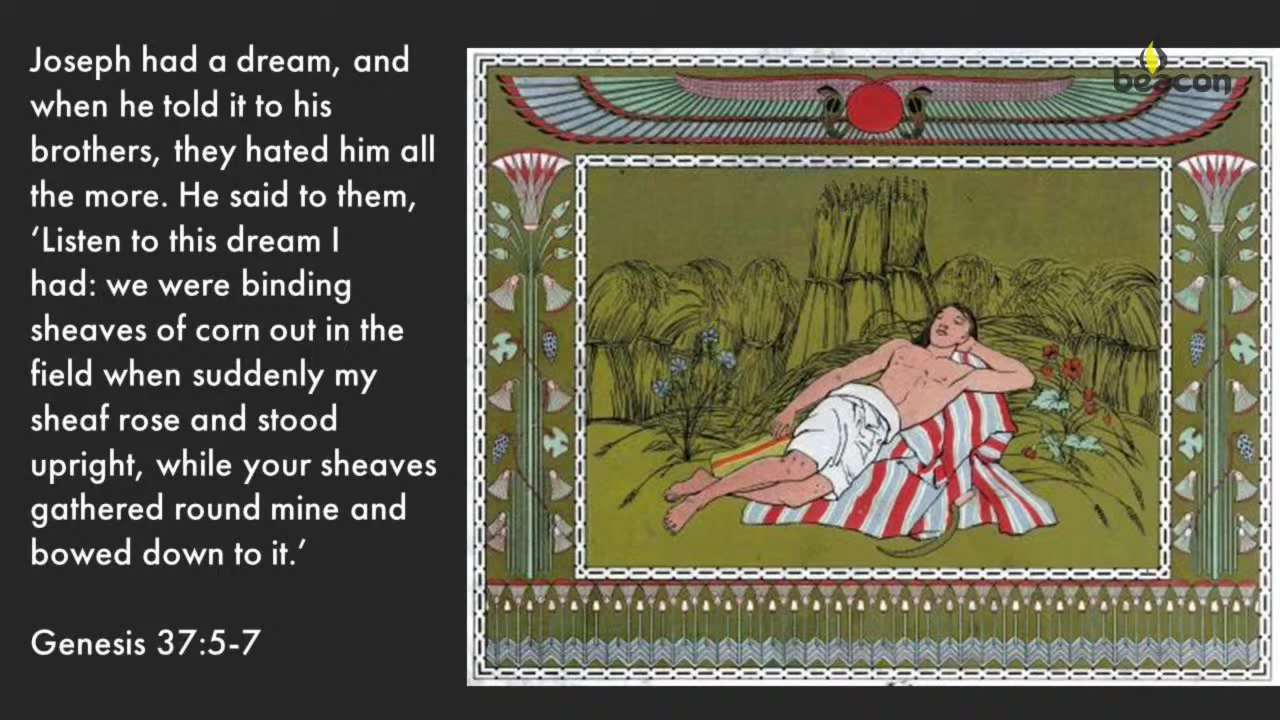 Joseph had a dream, and
when he told it to his
brothers, they hated him all
the more. He said to them,
‘Listen to this dream I
had: we were binding
sheaves of corn out in the
field when suddenly my
sheaf rose and stood
upright, while your sheaves
gathered round mine and
bowed down to it.’
Genesis 37:5-7
beacon